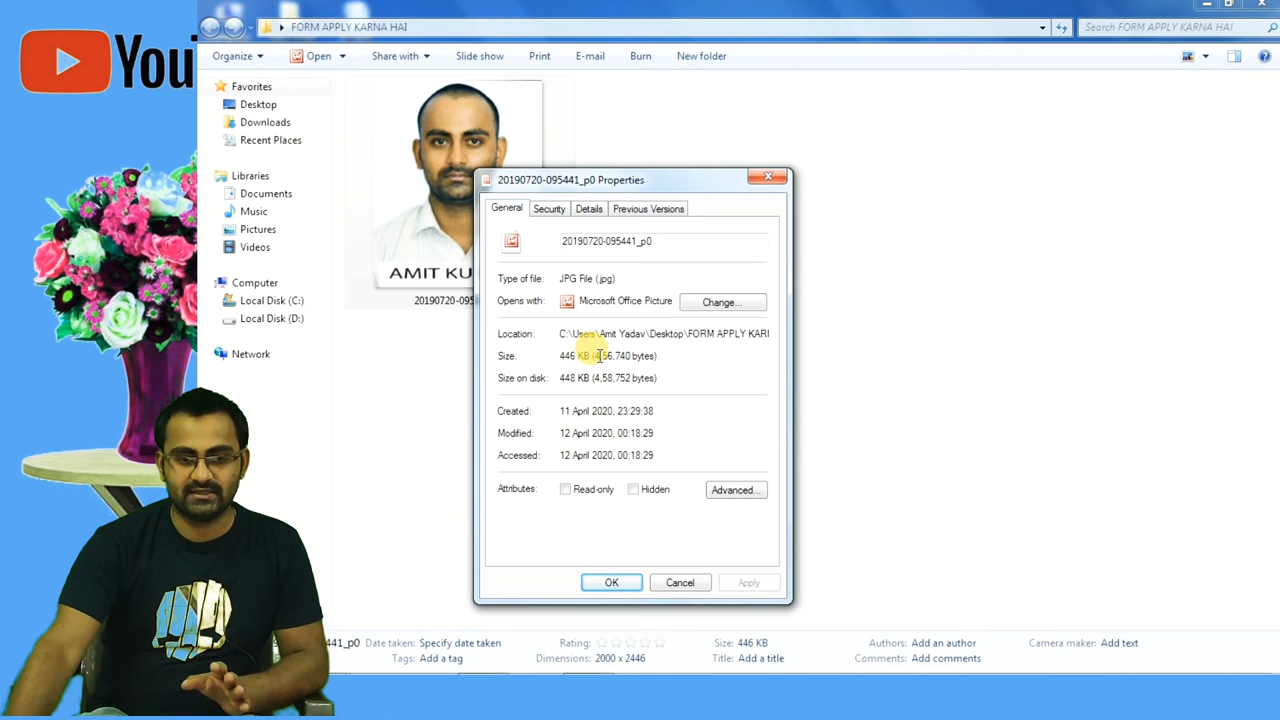 You
FORM APPLY KARNA HAI
Search FORM APPLY KARNA HAI
Organize Open Share with Slide show Print E-mail Burn New folder
Favorites
Desktop
Downloads
Recent Places
Libraries
Documents
Music
Pictures
Videos
Computer
Local Disk (C:)
Local Disk (D:)
Network
AMIT KU
20190720-095
20190720-095441_p0 Properties
General Security Details Previous Versions
20190720-095441_p0
Type of file: JPG File (.jpg)
Opens with: Microsoft Office Picture Change...
Location: C:\Users\Amit Yadav\Desktop\FORM APPLY KARI
Size: 446 KB (4,56,740 bytes)
Size on disk: 448 KB (4,58,752 bytes)
Created: 11 April 2020, 23:29:38
Modified: 12 April 2020, 00:18:29
Accessed: 12 April 2020, 00:18:29
Attributes: Read-only Hidden Advanced...
OK Cancel Apply
441_p0 Date taken: Specify date taken Rating: Size: 446 KB Authors: Add an author Camera maker: Add text
Tags: Add a tag Dimensions: 2000 x 2446 Title: Add a title Comments: Add comments